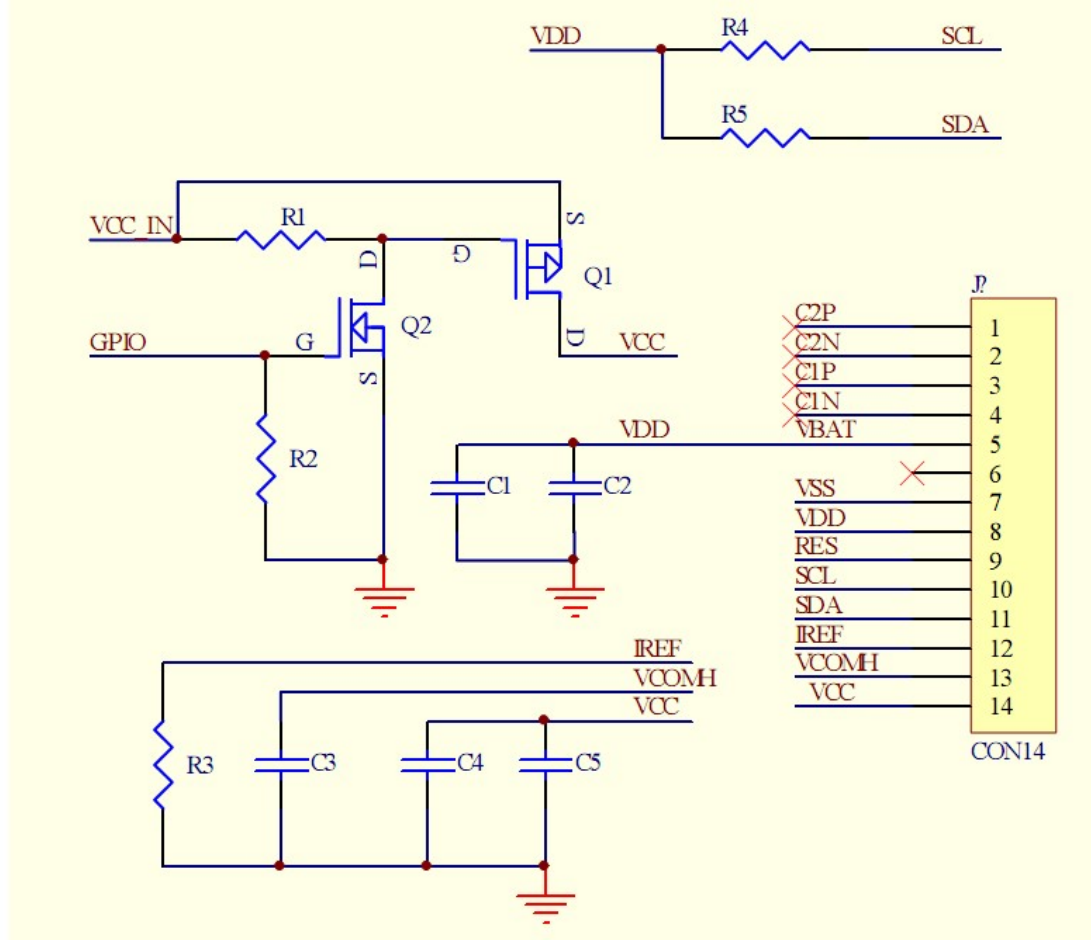 VDD R4 SCL
R5 SDA
VCC_IN R1 S
D G Q1
GPIO G Q2 D VCC
S
R2
VDD
C1 C2
J?
C2P 1
C2N 2
C1P 3
C1N 4
VBAT 5
6
VSS 7
VDD 8
RES 9
SCL 10
SDA 11
IREF 12
VCOMH 13
VCC 14
CON14
IREF
VCOMH
VCC
R3 C3 C4 C5